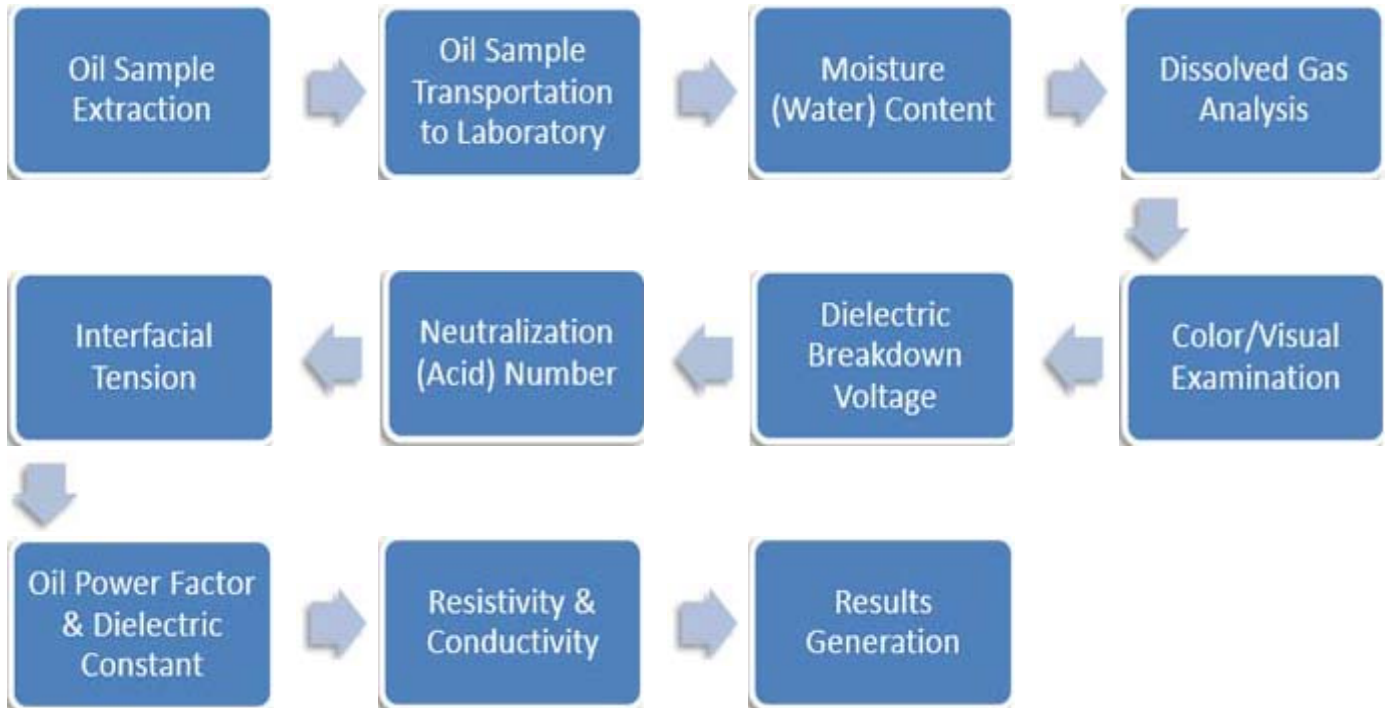 Oil Sample
Extraction
Oil Sample
Transportation
to Laboratory
Moisture
(Water) Content
Dissolved Gas
Analysis
Color/Visual
Examination
Dielectric
Breakdown
Voltage
Neutralization
(Acid) Number
Interfacial
Tension
Oil Power Factor
& Dielectric
Constant
Resistivity &
Conductivity
Results
Generation